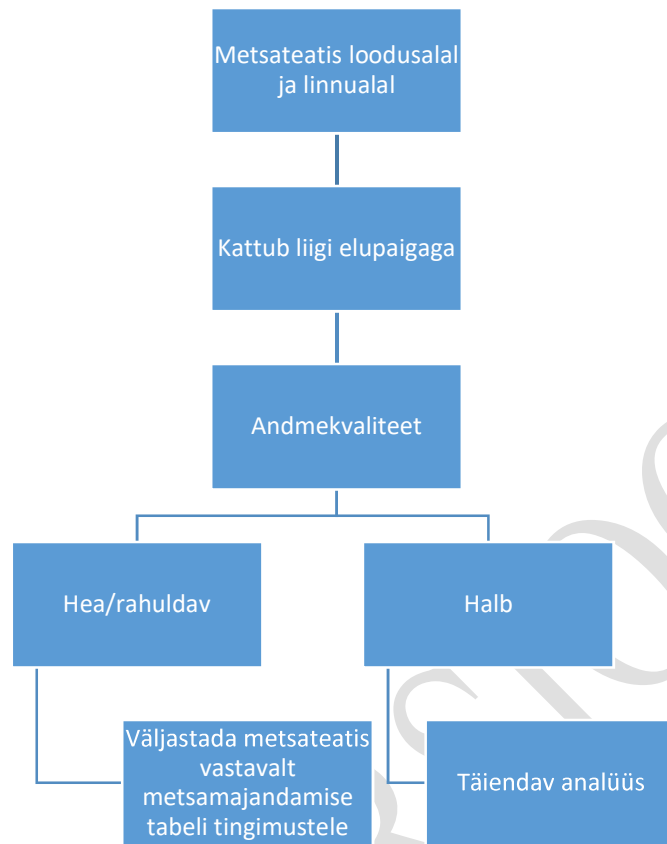 Metsateatis loodusalal
ja linnualal
Kattub liigi elupaigaga
Andmekvaliteet
Hea/rahuldav
Halb
Väljastada metsateatis
vastavalt
metsamajandamise
tabeli tingimustele
Täiendav analüüs